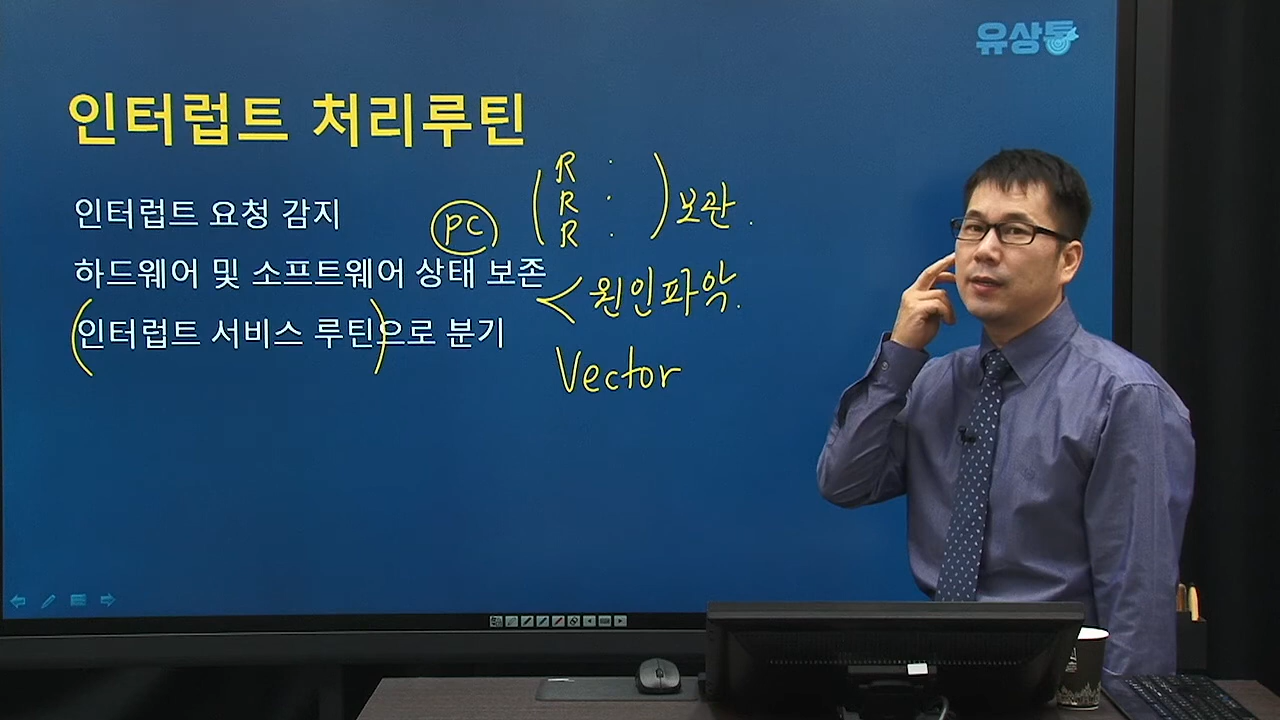 유상통
인터럽트 처리루틴
인터럽트 요청 감지
PC
R
R
R
보관.
하드웨어 및 소프트웨어 상태 보존
원인파악.
(인터럽트 서비스 루틴)으로 분기
Vector